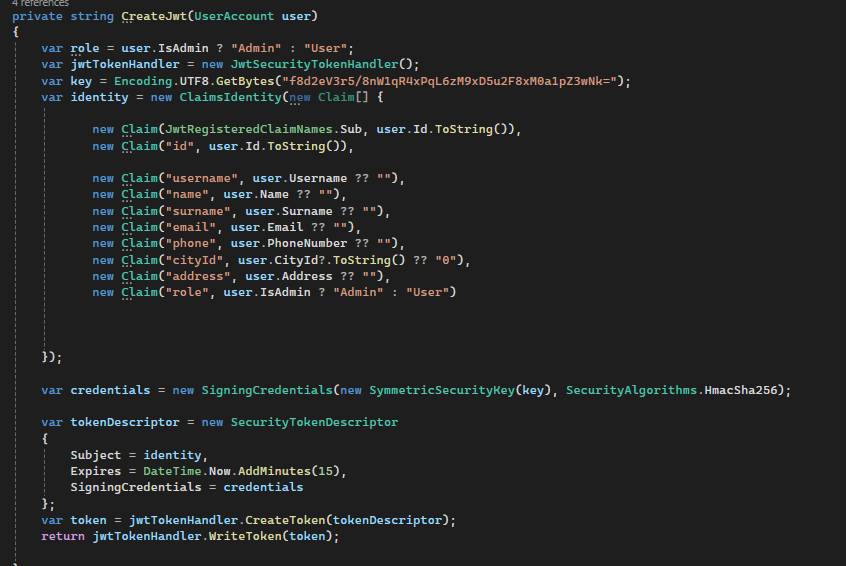 4 references
private string CreateJwt(UserAccount user)
{
var role = user.IsAdmin ? "Admin" : "User";
var jwtTokenHandler = new JwtSecurityTokenHandler();
var key = Encoding.UTF8.GetBytes("f8d2eV3r5/8nW1qR4xPqL6zM9xD5u2F8xM0a1pZ3wNk=");
var identity = new ClaimsIdentity(new Claim[] {
new Claim(JwtRegisteredClaimNames.Sub, user.Id.ToString()),
new Claim("id", user.Id.ToString()),
new Claim("username", user.Username ?? ""),
new Claim("name", user.Name ?? ""),
new Claim("surname", user.Surname ?? ""),
new Claim("email", user.Email ?? ""),
new Claim("phone", user.PhoneNumber ?? ""),
new Claim("cityId", user.CityId?.ToString() ?? "0"),
new Claim("address", user.Address ?? ""),
new Claim("role", user.IsAdmin ? "Admin" : "User")
});
var credentials = new SigningCredentials(new SymmetricSecurityKey(key), SecurityAlgorithms.HmacSha256);
var tokenDescriptor = new SecurityTokenDescriptor
{
Subject = identity,
Expires = DateTime.Now.AddMinutes(15),
SigningCredentials = credentials
};
var token = jwtTokenHandler.CreateToken(tokenDescriptor);
return jwtTokenHandler.WriteToken(token);
}